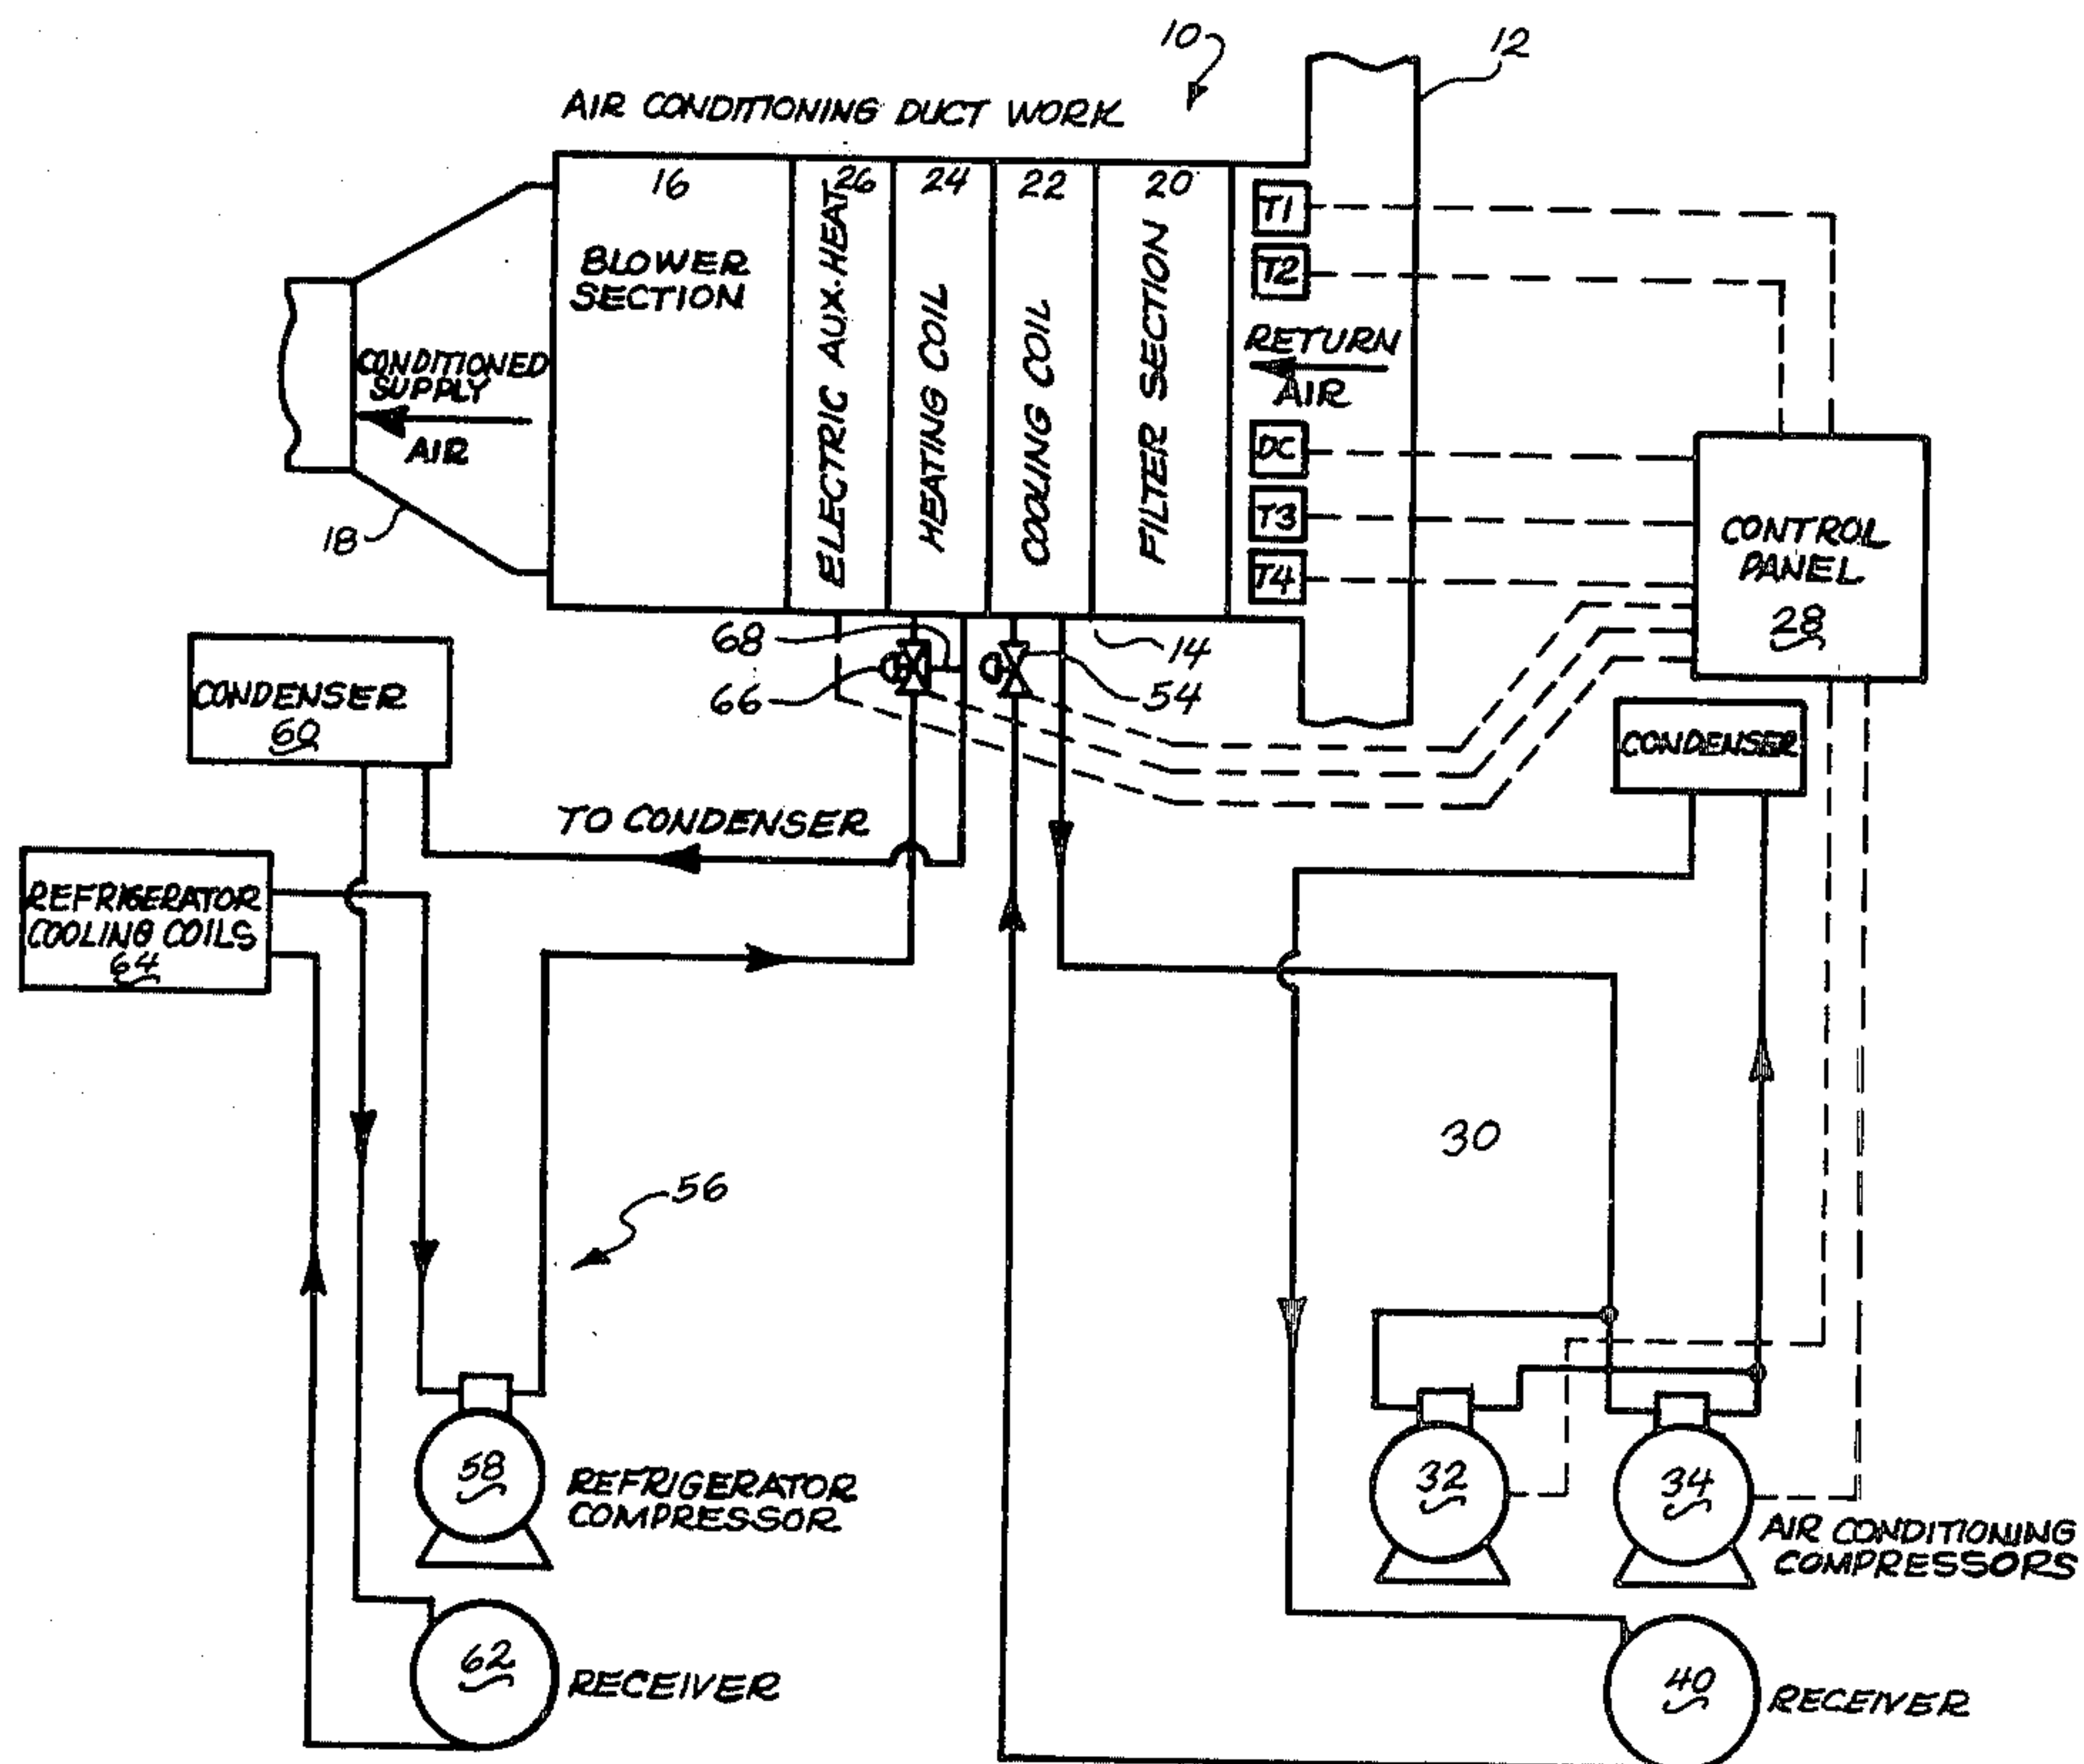 10
12
AIR CONDITIONING DUCT WORK
16
26
24
22
20
BLOWER
SECTION
ELECTRIC AUX-HEAT
HEATING COIL
COOLING COIL
FILTER SECTION
T1
T2
RETURN
AIR
DC
T3
T4
CONDITIONED
SUPPLY
AIR
18
CONTROL
PANEL
28
68
66
14
54
CONDENSER
60
CONDENSER
TO CONDENSER
REFRIGERATOR
COOLING COILS
64
30
56
58
REFRIGERATOR
COMPRESSOR
32
34
AIR CONDITIONING
COMPRESSORS
62
RECEIVER
40
RECEIVER